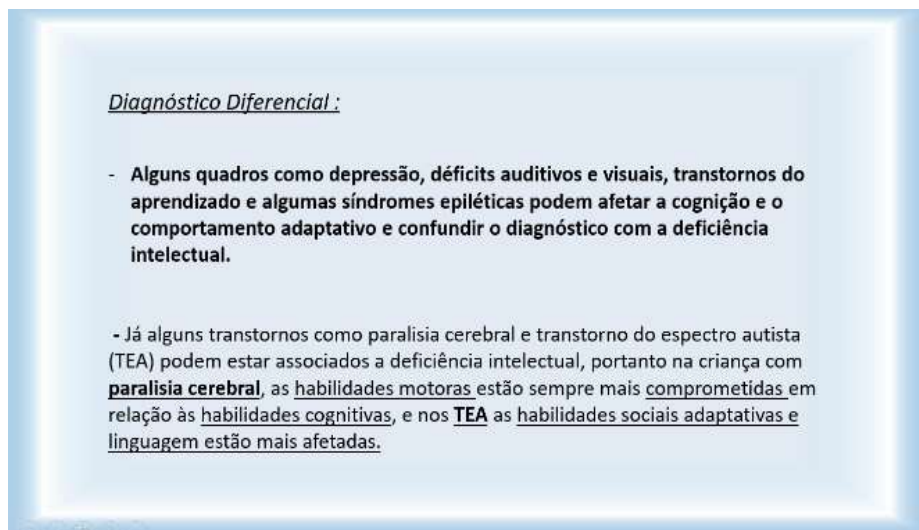 Diagnóstico Diferencial :
- Alguns quadros como depressão, déficits auditivos e visuais, transtornos do
aprendizado e algumas síndromes epiléticas podem afetar a cognição e o
comportamento adaptativo e confundir o diagnóstico com a deficiência
intelectual.
- Já alguns transtornos como paralisia cerebral e transtorno do espectro autista
(TEA) podem estar associados a deficiência intelectual, portanto na criança com
paralisia cerebral, as habilidades motoras estão sempre mais comprometidas em
relação às habilidades cognitivas, e nos TEA as habilidades sociais adaptativas e
linguagem estão mais afetadas.